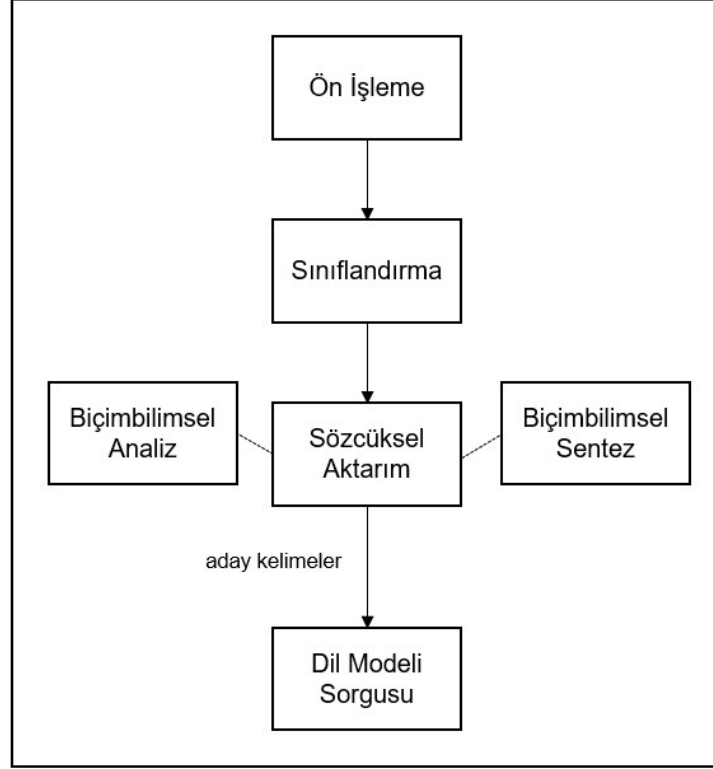 Ön İşleme
Sınıflandırma
Biçimbilimsel
Analiz
Sözcüksel
Aktarım
Biçimbilimsel
Sentez
aday kelimeler
Dil Modeli
Sorgusu